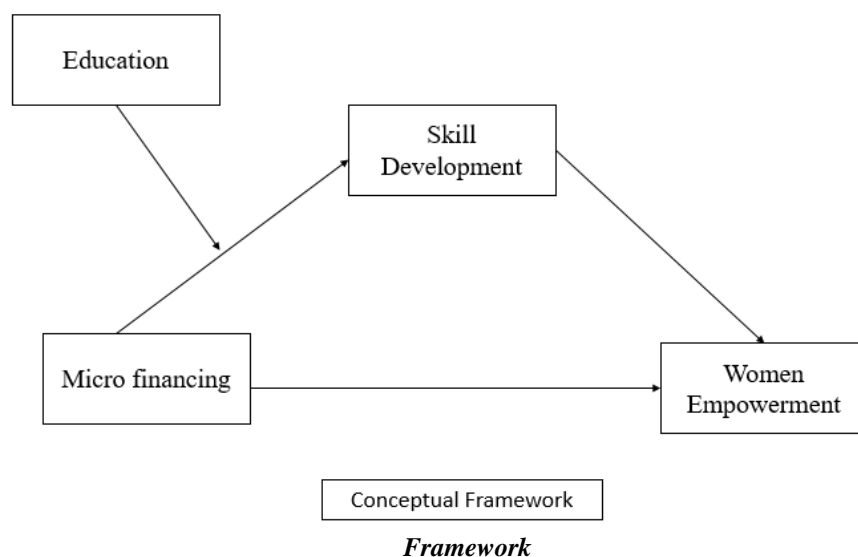 Education
Skill
Development
Micro financing
Women
Empowerment
Conceptual Framework
Framework